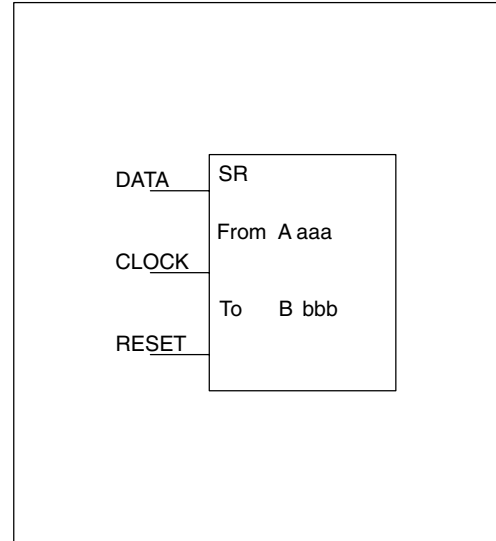 DATA
SR
From A aaa
CLOCK
To B bbb
RESET